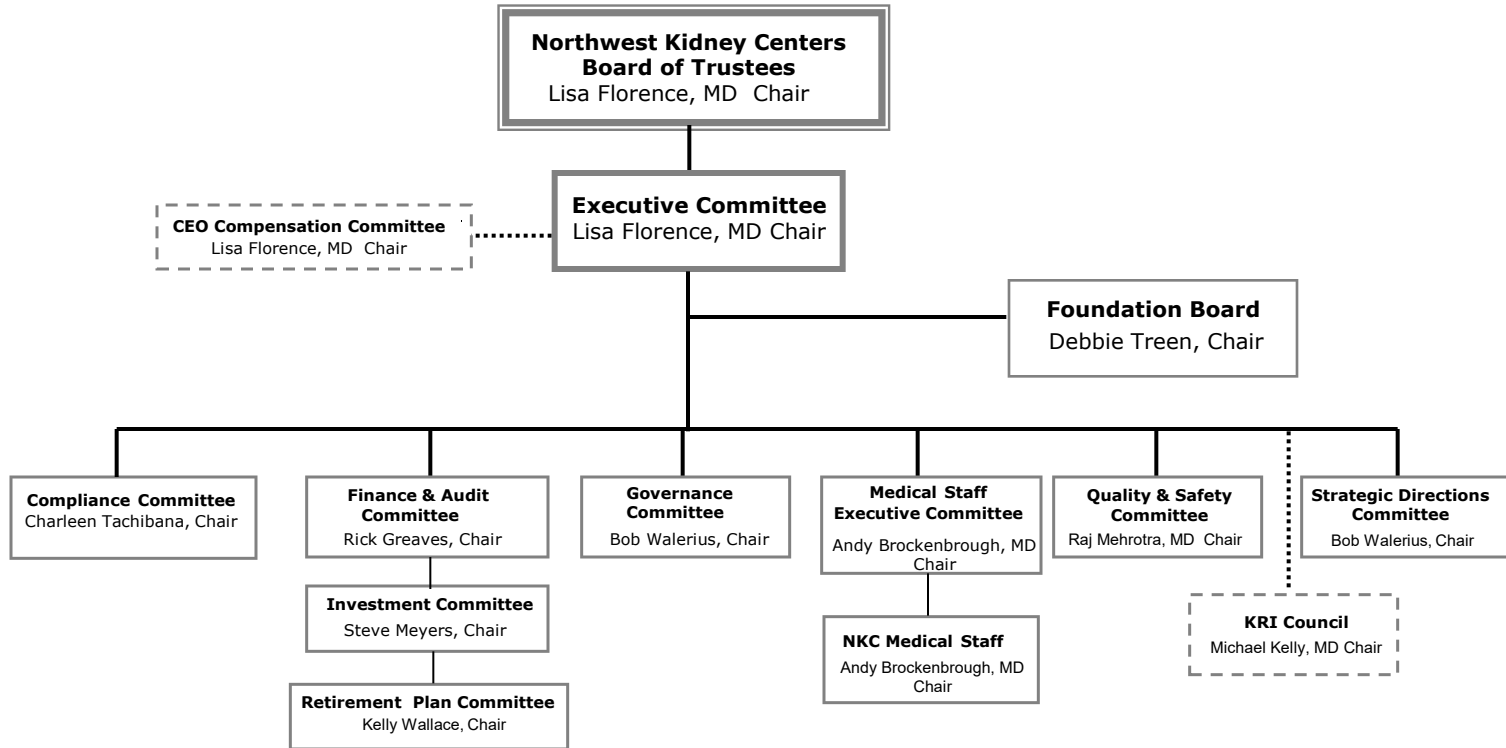 Northwest Kidney Centers
Board of Trustees
Lisa Florence, MD Chair
Executive Committee
Lisa Florence, MD Chair
CEO Compensation Committee
Lisa Florence, MD Chair
Foundation Board
Debbie Treen, Chair
Compliance Committee
Charleen Tachibana, Chair
Finance & Audit
Committee
Rick Greaves, Chair
Governance
Committee
Bob Walerius, Chair
Medical Staff
Executive Committee
Andy Brockenbrough, MD
Chair
Quality & Safety
Committee
Raj Mehrotra, MD Chair
Strategic Directions
Committee
Bob Walerius, Chair
Investment Committee
Steve Meyers, Chair
NKC Medical Staff
Andy Brockenbrough, MD
Chair
KRI Council
Michael Kelly, MD Chair
Retirement Plan Committee
Kelly Wallace, Chair